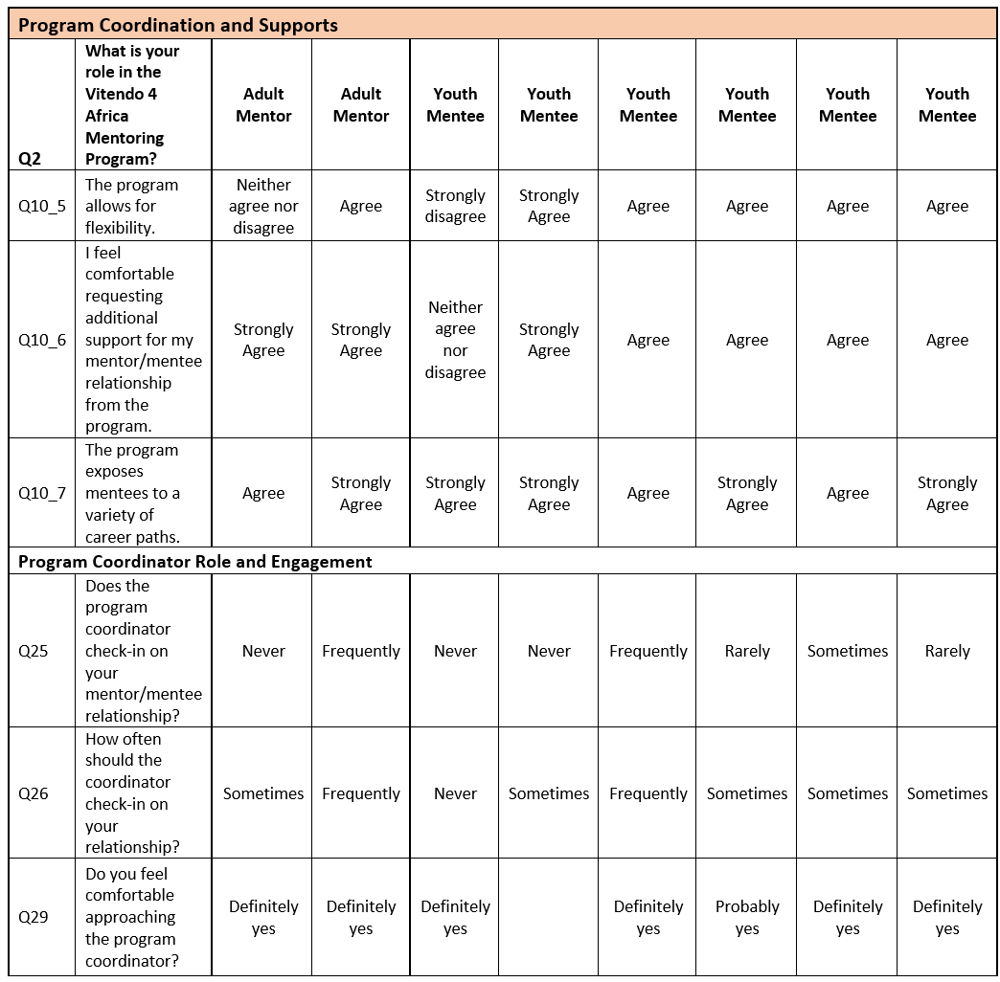 Program Coordination and Supports
Q2
What is your
role in the
Vitendo 4
Africa
Mentoring
Program?
Adult
Mentor
Adult
Mentor
Youth
Mentee
Youth
Mentee
Youth
Mentee
Youth
Mentee
Youth
Mentee
Youth
Mentee
Q10_5
The program
allows for
flexibility.
Neither
agree nor
disagree
Agree
Strongly
disagree
Strongly
Agree
Agree
Agree
Agree
Agree
Q10_6
I feel
comfortable
requesting
additional
support for my
mentor/mentee
relationship
from the
program.
Strongly
Agree
Strongly
Agree
Neither
agree
nor
disagree
Strongly
Agree
Agree
Agree
Agree
Agree
Q10_7
The program
exposes
mentees to a
variety of
career paths.
Agree
Strongly
Agree
Strongly
Agree
Strongly
Agree
Agree
Strongly
Agree
Agree
Strongly
Agree
Program Coordinator Role and Engagement
Q25
Does the
program
coordinator
check-in on
your
mentor/mentee
relationship?
Never
Frequently
Never
Never
Frequently
Rarely
Sometimes
Rarely
Q26
How often
should the
coordinator
check-in on
your
relationship?
Sometimes
Frequently
Never
Sometimes
Frequently
Sometimes
Sometimes
Sometimes
Q29
Do you feel
comfortable
approaching
the program
coordinator?
Definitely
yes
Definitely
yes
Definitely
yes
Definitely
yes
Probably
yes
Definitely
yes
Definitely
yes